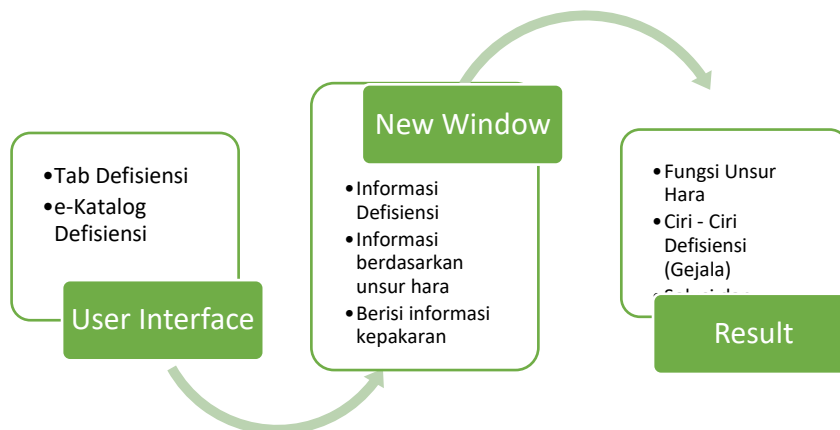 •Tab Defisiensi
•e-Katalog
Defisiensi
User Interface
New Window
•Informasi
Defisiensi
•Informasi
berdasarkan
unsur hara
•Berisi informasi
kepakaran
•Fungsi Unsur
Hara
•Ciri - Ciri
Defisiensi
(Gejala)
Result